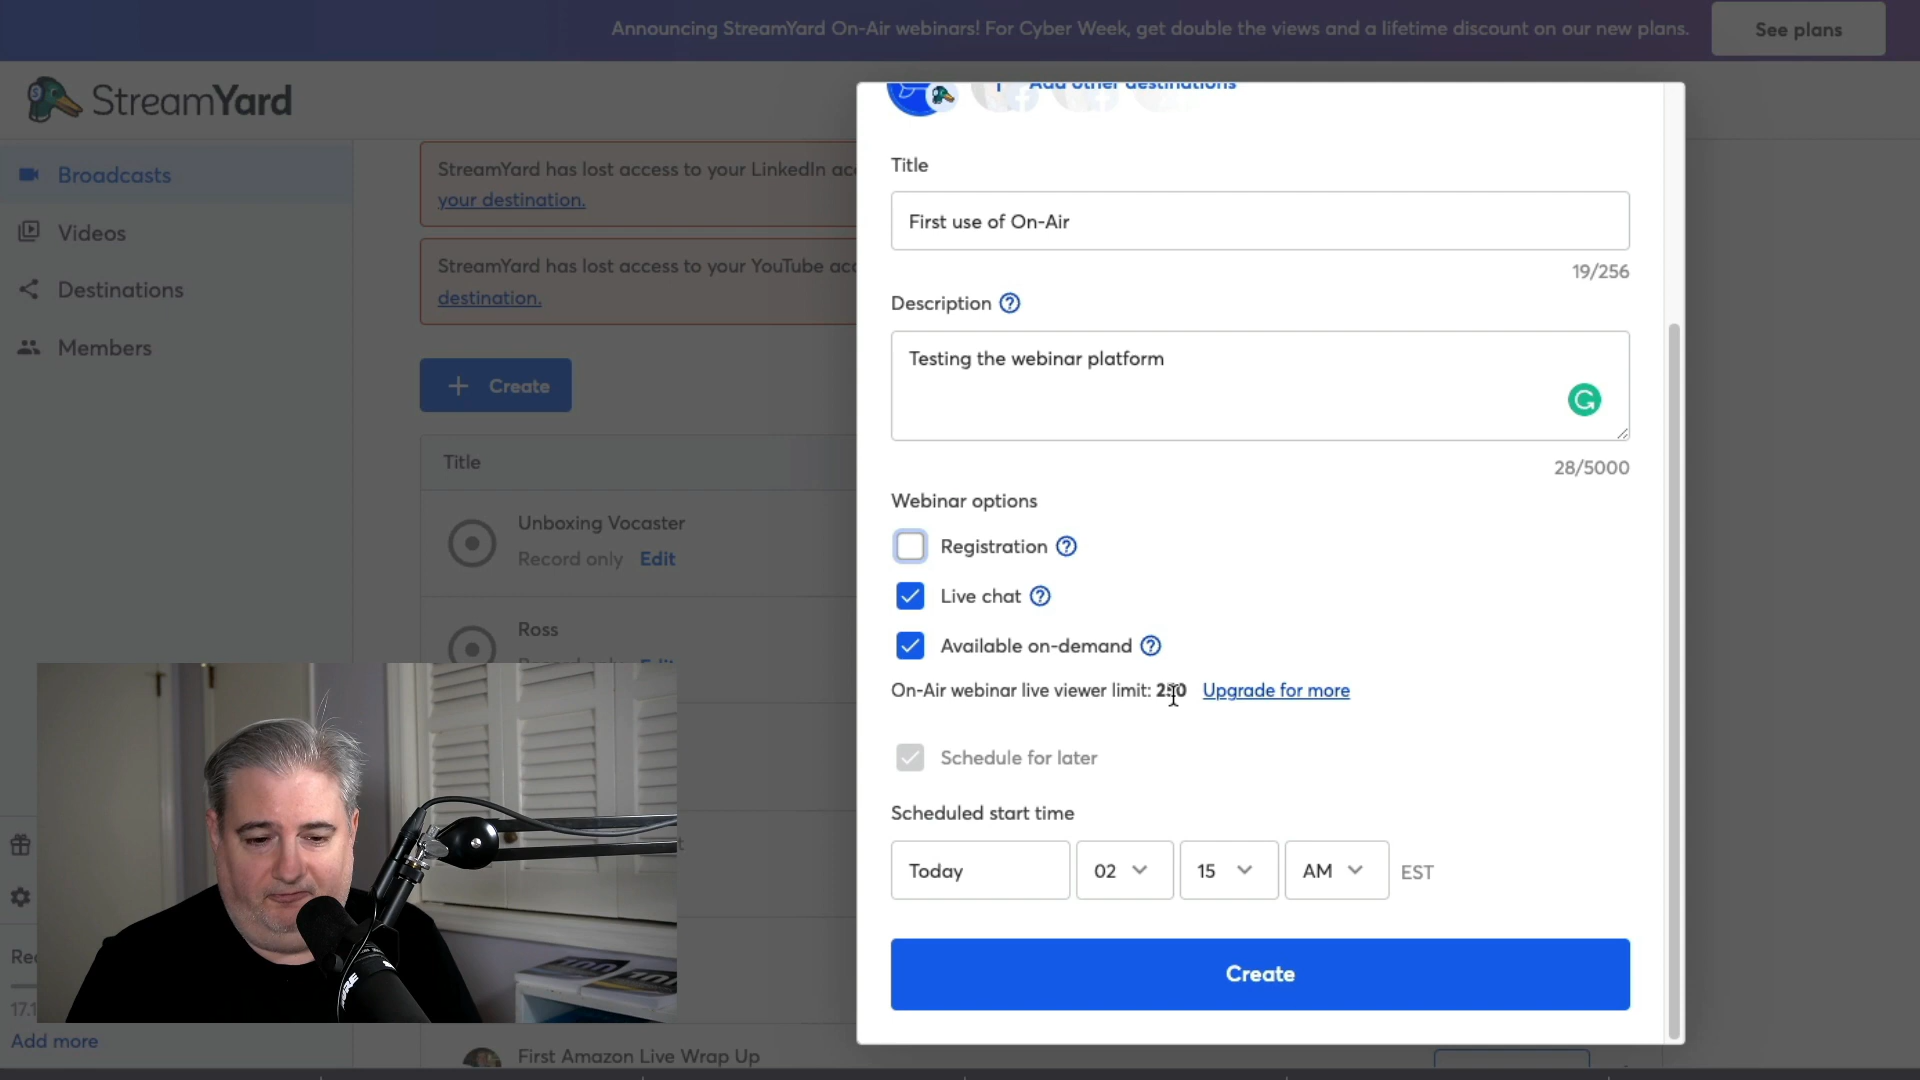 Announcing StreamYard On-Air webinars! For Cyber Week, get double the views and a lifetime discount on our new plans.
See plans
StreamYard
Broadcasts
Videos
Destinations
Members
StreamYard has lost access to your LinkedIn
your destination.
StreamYard has lost access to your YouTube
destination.
Create
Title
Unboxing Vocaster
Record only Edit
Ross
Edit
First Amazon Live Wrap Up
Add more
Add other destinations
Title
First use of On-Air
19/256
Description
Testing the webinar platform
28/5000
Webinar options
Registration
Live chat
Available on-demand
On-Air webinar live viewer limit: Upgrade for more
Schedule for later
Scheduled start time
Today 02 15 AM EST
Create